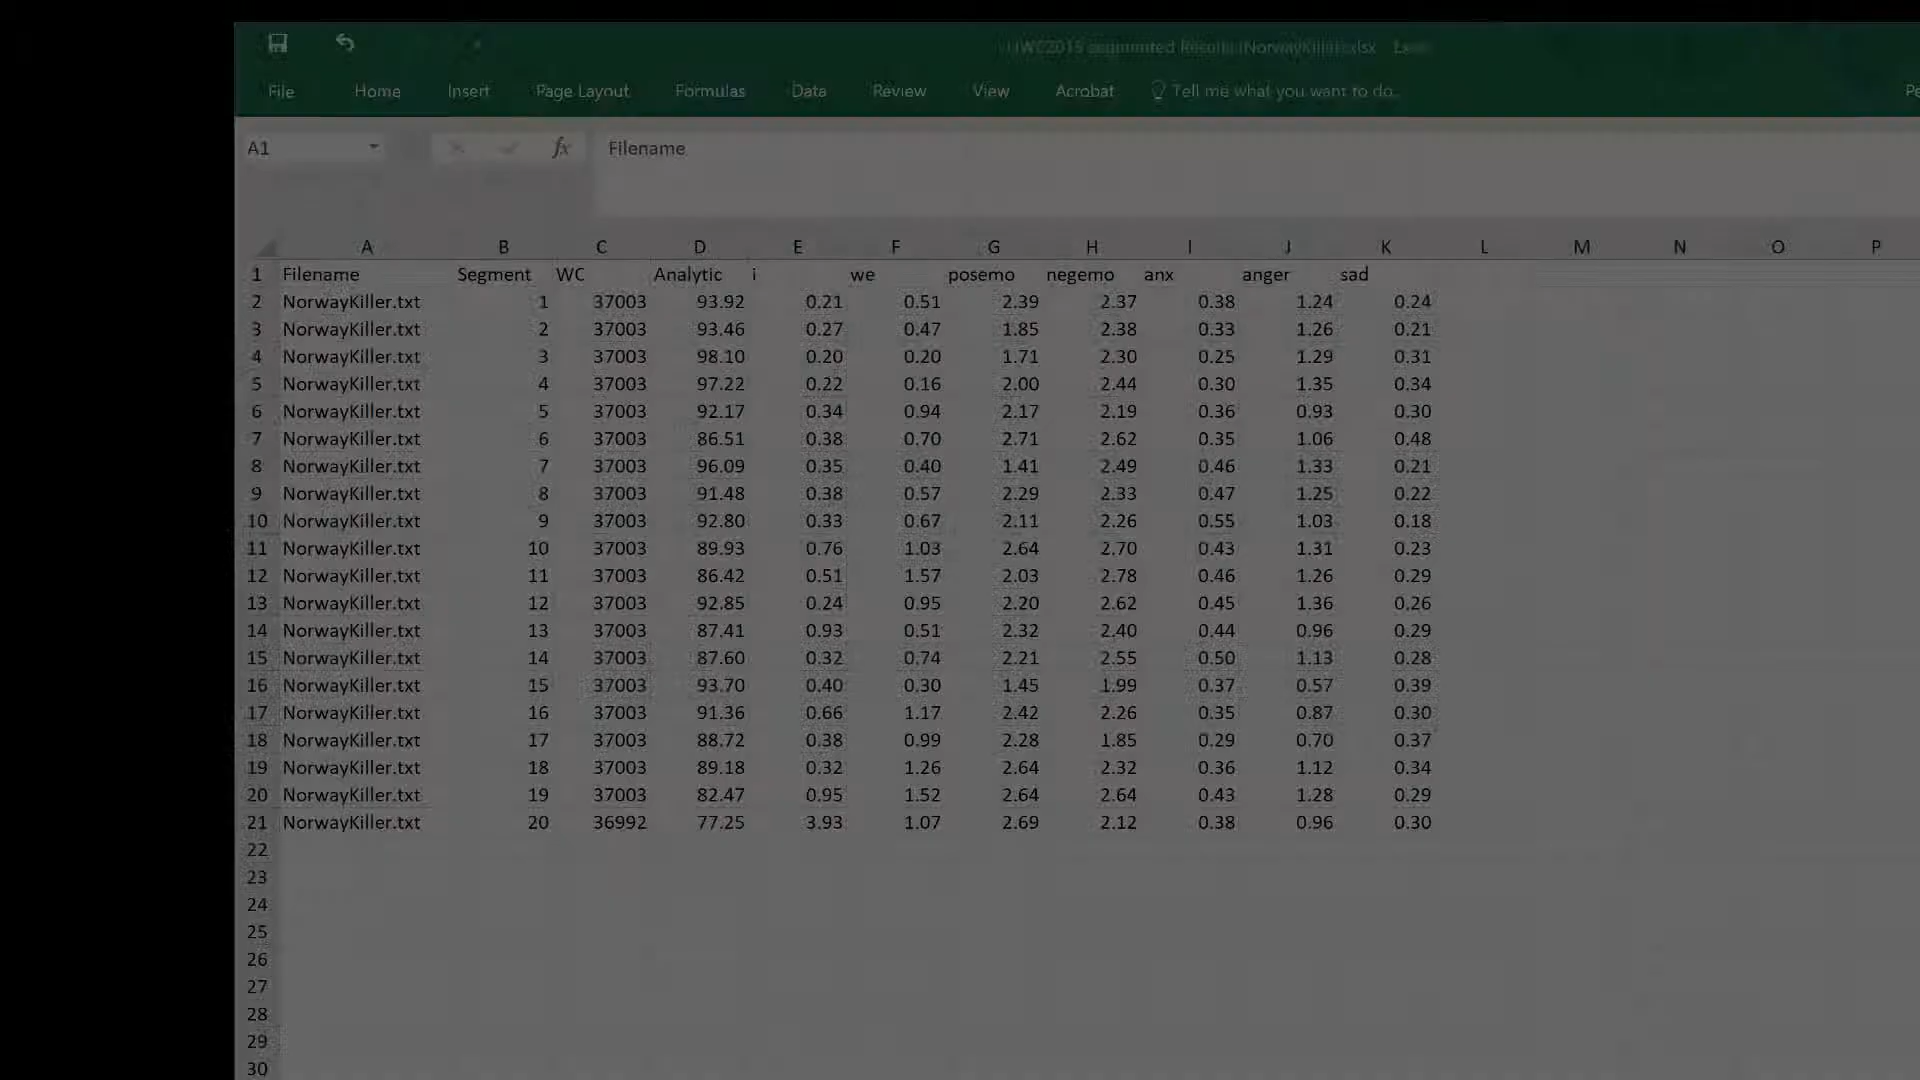 LIWC2015 segmented Results (NorwayKiller).xlsx - Excel
File Home Insert Page Layout Formulas Data Review View Acrobat Tell me what you want to do...
A1 fx Filename
A B C D E F G H I J K L M N O P
1 Filename Segment WC Analytic i we posemo negemo anx anger sad
2 NorwayKiller.txt 1 37003 93.92 0.21 0.51 2.39 2.37 0.38 1.24 0.24
3 NorwayKiller.txt 2 37003 93.46 0.27 0.47 1.85 2.38 0.33 1.26 0.21
4 NorwayKiller.txt 3 37003 98.10 0.20 0.20 1.71 2.30 0.25 1.29 0.31
5 NorwayKiller.txt 4 37003 97.22 0.22 0.16 2.00 2.44 0.30 1.35 0.34
6 NorwayKiller.txt 5 37003 92.17 0.34 0.94 2.17 2.19 0.36 0.93 0.30
7 NorwayKiller.txt 6 37003 86.51 0.38 0.70 2.71 2.62 0.35 1.06 0.48
8 NorwayKiller.txt 7 37003 96.09 0.35 0.40 1.41 2.49 0.46 1.33 0.21
9 NorwayKiller.txt 8 37003 91.48 0.38 0.57 2.29 2.33 0.47 1.25 0.22
10 NorwayKiller.txt 9 37003 92.80 0.33 0.67 2.11 2.26 0.55 1.03 0.18
11 NorwayKiller.txt 10 37003 89.93 0.76 1.03 2.64 2.70 0.43 1.31 0.23
12 NorwayKiller.txt 11 37003 86.42 0.51 1.57 2.03 2.78 0.46 1.26 0.29
13 NorwayKiller.txt 12 37003 92.85 0.24 0.95 2.20 2.62 0.45 1.36 0.26
14 NorwayKiller.txt 13 37003 87.41 0.93 0.51 2.32 2.40 0.44 0.96 0.29
15 NorwayKiller.txt 14 37003 87.60 0.32 0.74 2.21 2.55 0.50 1.13 0.28
16 NorwayKiller.txt 15 37003 93.70 0.40 0.30 1.45 1.99 0.37 0.57 0.39
17 NorwayKiller.txt 16 37003 91.36 0.66 1.17 2.42 2.26 0.35 0.87 0.30
18 NorwayKiller.txt 17 37003 88.72 0.38 0.99 2.28 1.85 0.29 0.70 0.37
19 NorwayKiller.txt 18 37003 89.18 0.32 1.26 2.64 2.32 0.36 1.12 0.34
20 NorwayKiller.txt 19 37003 82.47 0.95 1.52 2.64 2.64 0.43 1.28 0.29
21 NorwayKiller.txt 20 36992 77.25 3.93 1.07 2.69 2.12 0.38 0.96 0.30
22
23
24
25
26
27
28
29
30